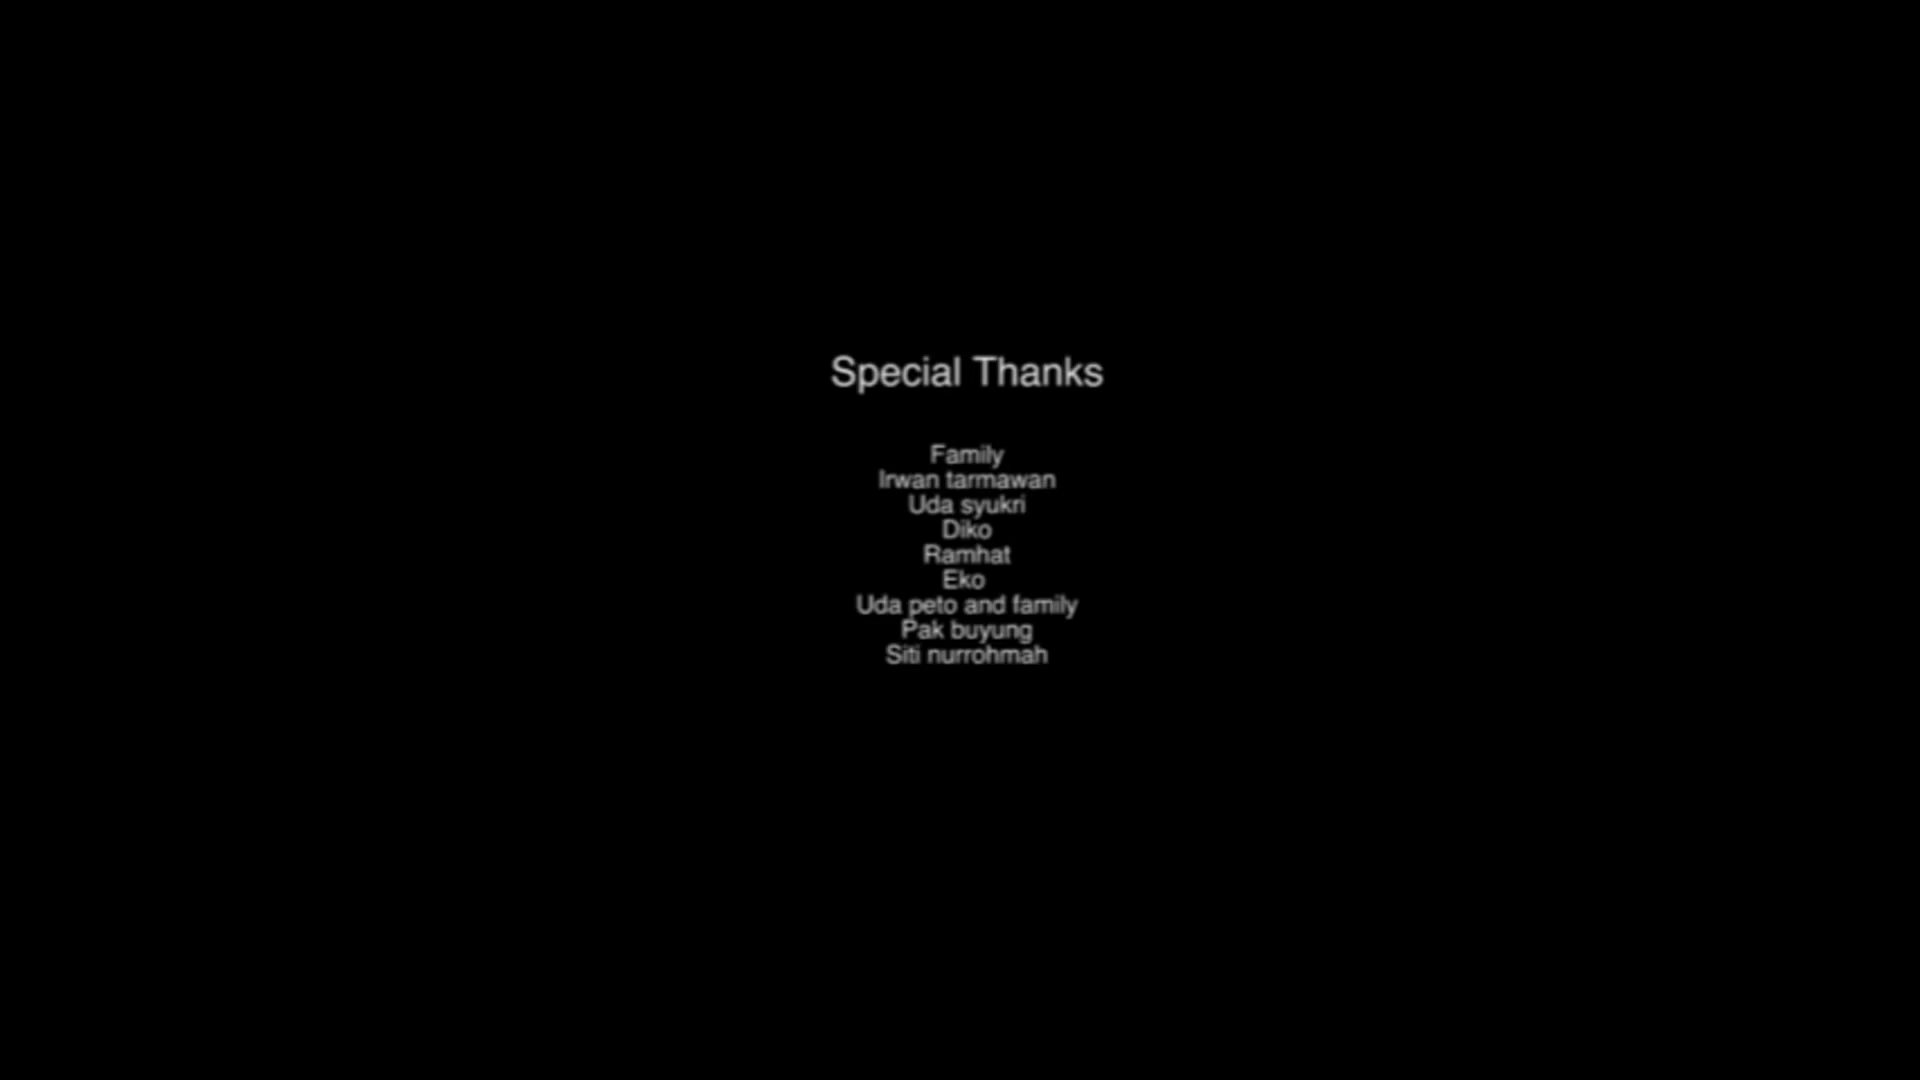 Special Thanks
Family
Irwan tarmawan
Uda syukri
Diko
Ramhat
Eko
Uda peto and family
Pak buyung
Siti nurrohmah